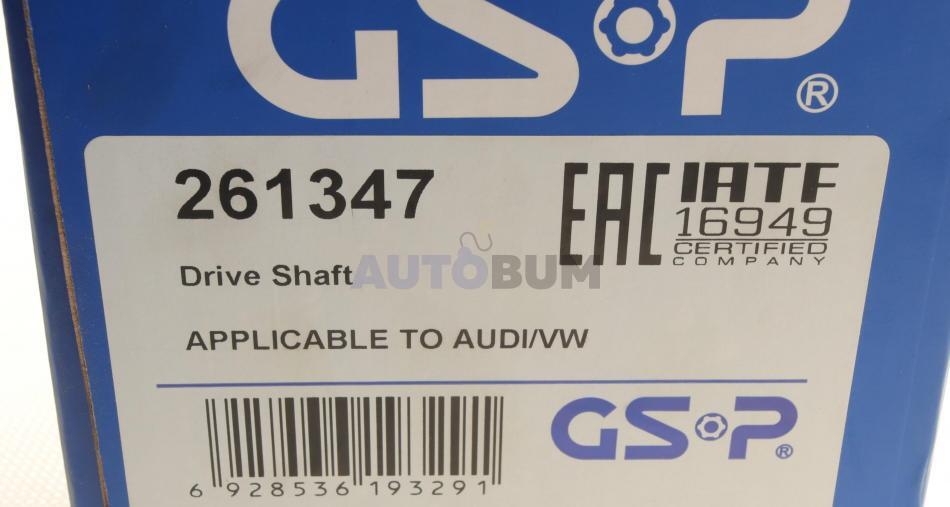 GSP®
261347
EAC
IATF
16949
CERTIFIED
COMPANY
Drive Shaft
AUTOBUM
APPLICABLE TO AUDI/VW
GSP®
6 928536 193291